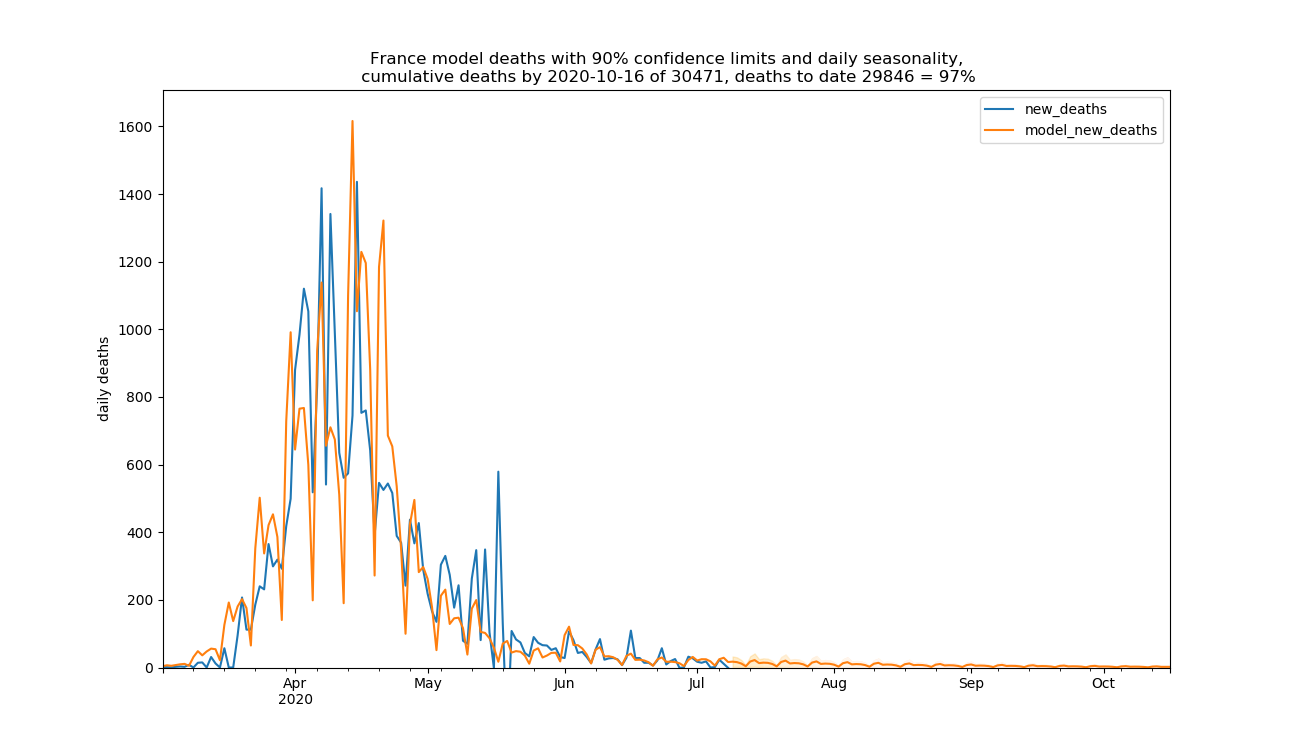 France model deaths with 90% confidence limits and daily seasonality,
cumulative deaths by 2020-10-16 of 30471, deaths to date 29846 = 97%
new_deaths
model_new_deaths
daily deaths
1600
1400
1200
1000
800
600
400
200
0
Apr
2020
May
Jun
Jul
Aug
Sep
Oct